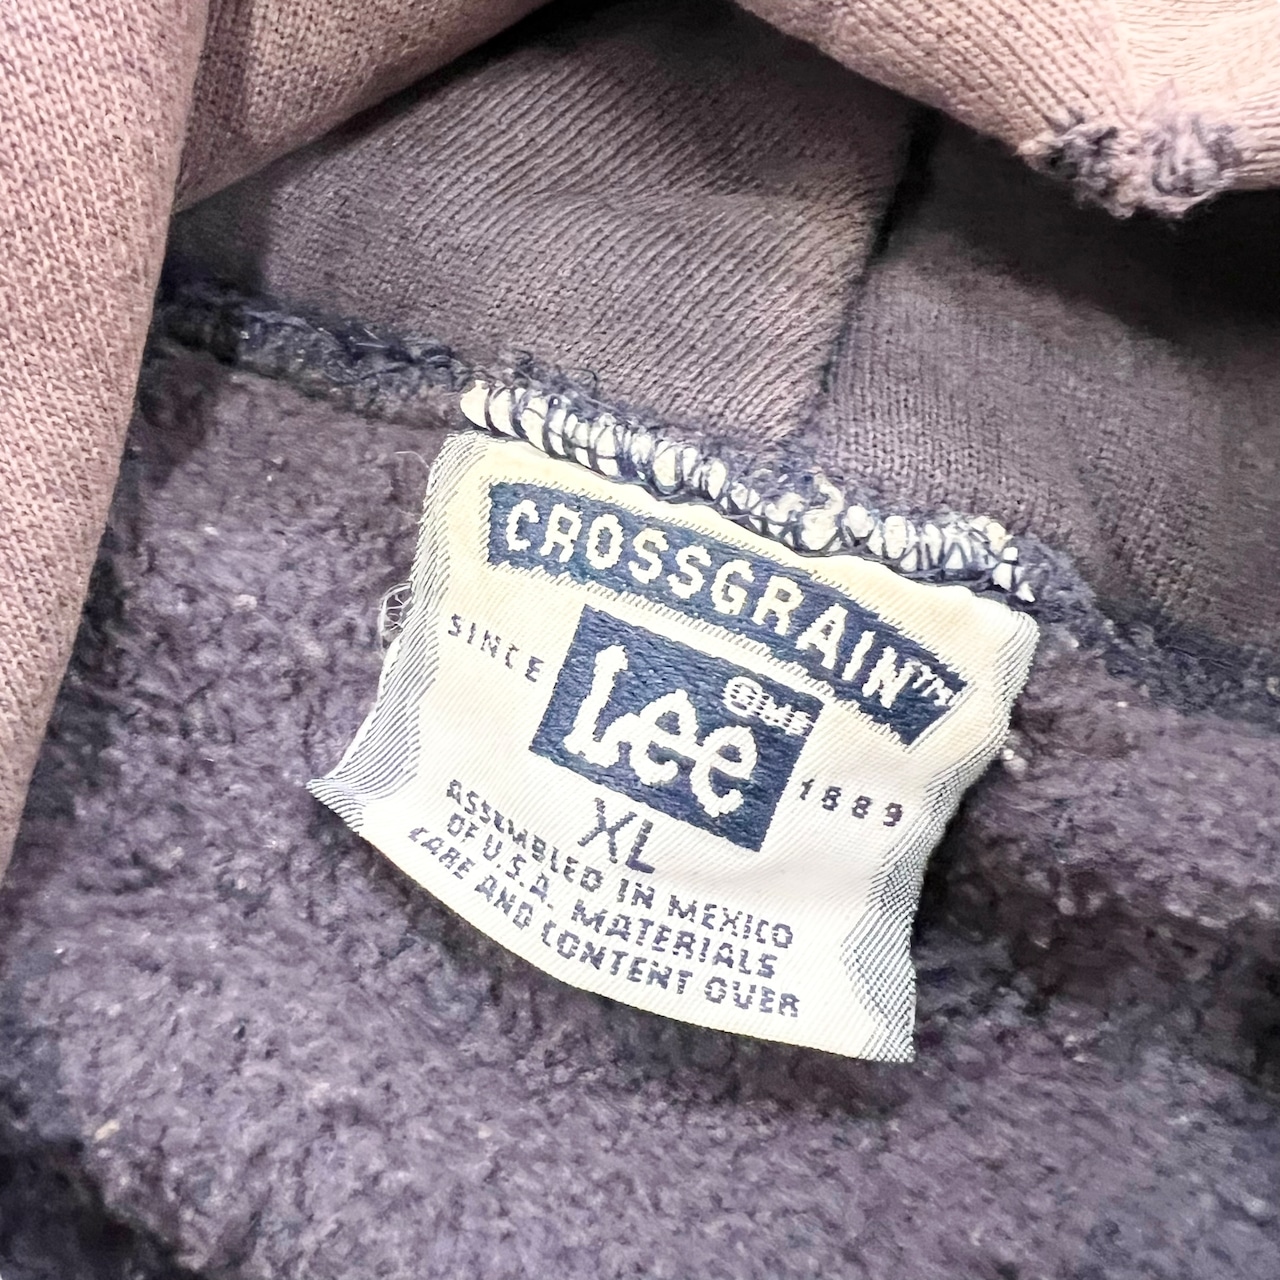 CROSSGRAIN™
SINCE Lee 1889
XL
ASSEMBLED IN MEXICO
OF U.S.A. MATERIALS
CARE AND CONTENT OVER